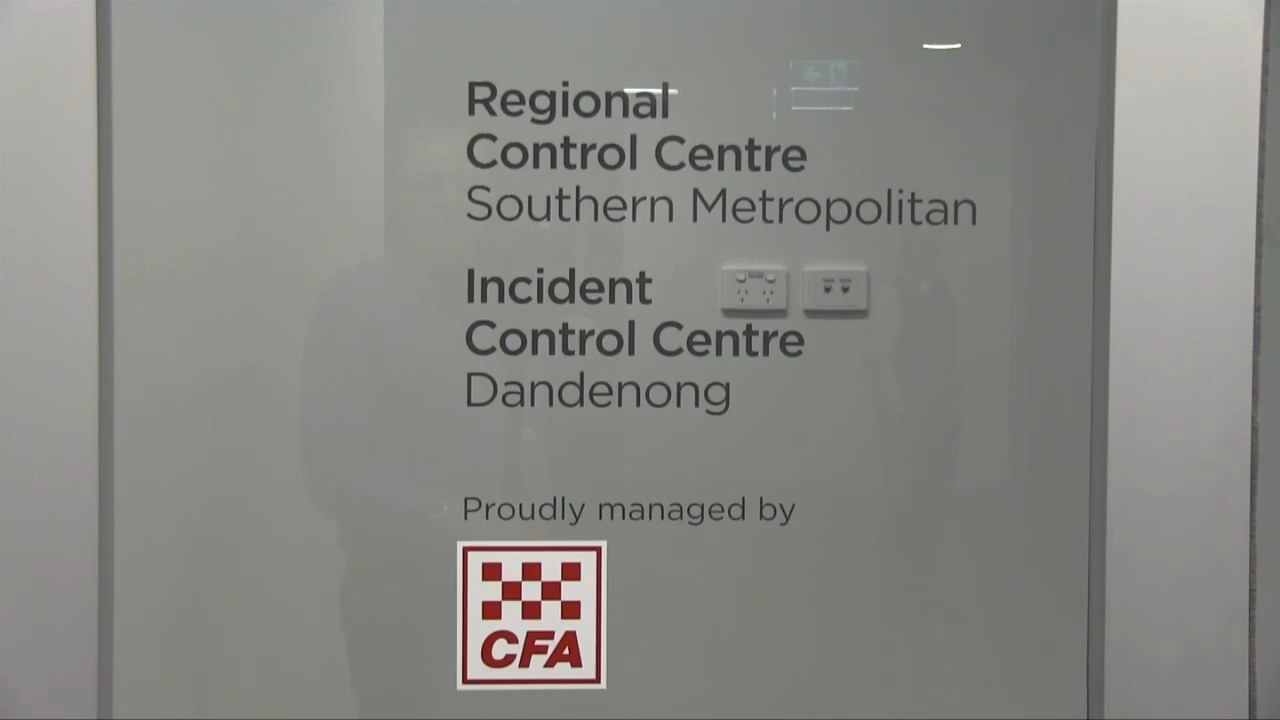 Regional
Control Centre
Southern Metropolitan
Incident
Control Centre
Dandenong
Proudly managed by
CFA